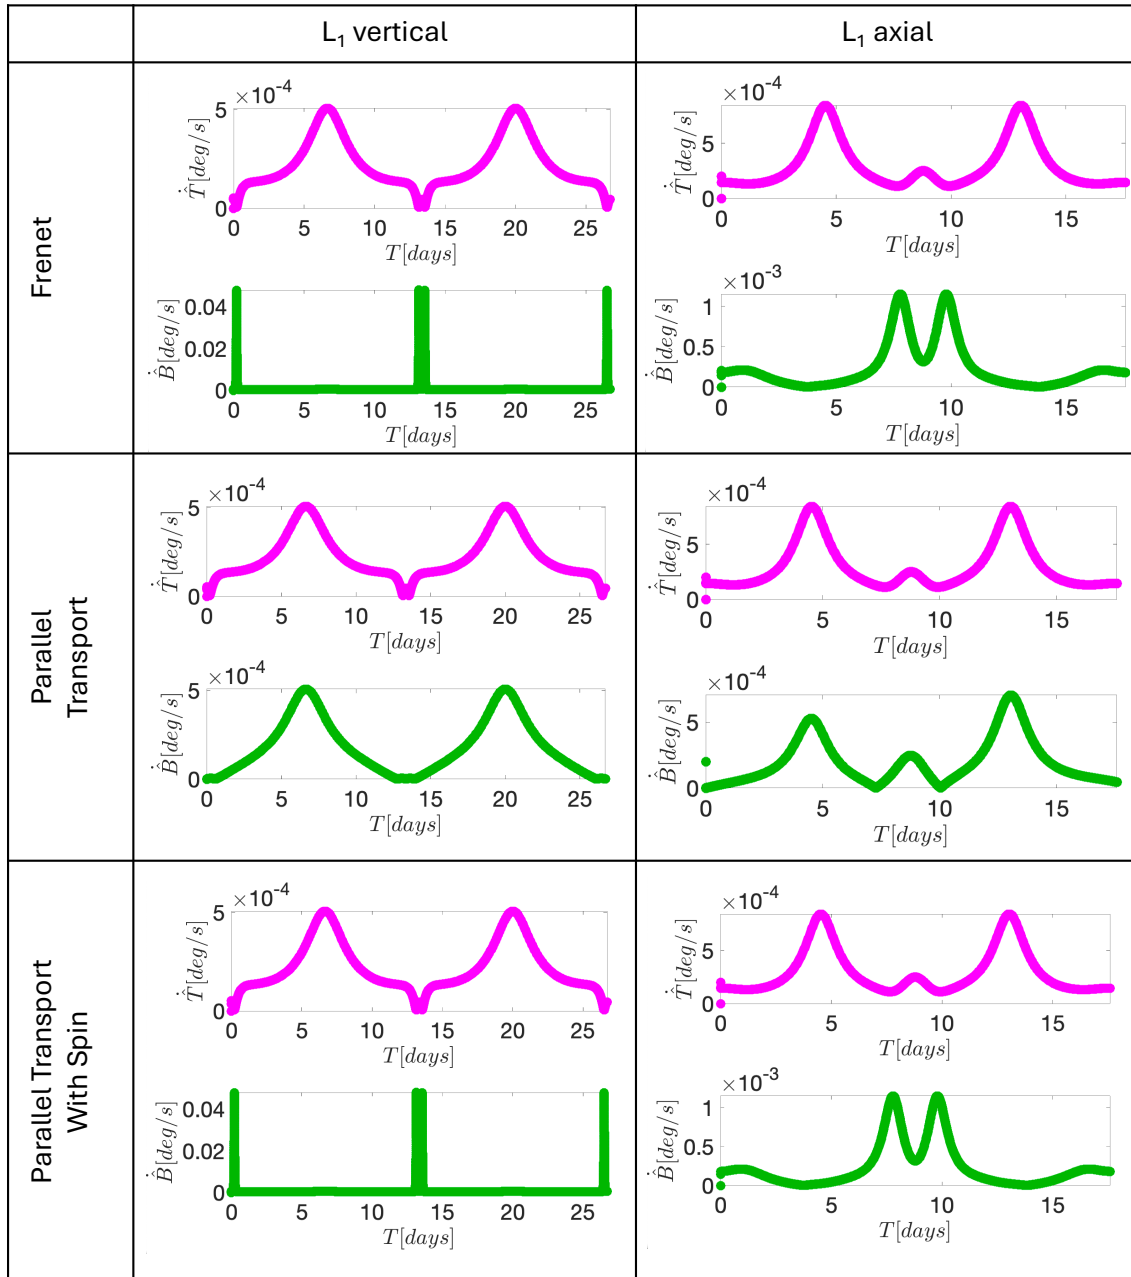 L₁ vertical
L₁ axial
Frenet
×10⁻⁴
5
0
0 5 10 15 20 25
T[days]
Ṫ̂[deg/s]
0.04
0.02
0
0 5 10 15 20 25
T[days]
Ḃ̂[deg/s]
×10⁻⁴
5
0
0 5 10 15
T[days]
Ṫ̂[deg/s]
×10⁻³
1
0.5
0
0 5 10 15
T[days]
Ḃ̂[deg/s]
Parallel
Transport
×10⁻⁴
5
0
0 5 10 15 20 25
T[days]
Ṫ̂[deg/s]
×10⁻⁴
5
0
0 5 10 15 20 25
T[days]
Ḃ̂[deg/s]
×10⁻⁴
5
0
0 5 10 15
T[days]
Ṫ̂[deg/s]
×10⁻⁴
5
0
0 5 10 15
T[days]
Ḃ̂[deg/s]
Parallel Transport
With Spin
×10⁻⁴
5
0
0 5 10 15 20 25
T[days]
Ṫ̂[deg/s]
0.04
0.02
0
0 5 10 15 20 25
T[days]
Ḃ̂[deg/s]
×10⁻⁴
5
0
0 5 10 15
T[days]
Ṫ̂[deg/s]
×10⁻³
1
0.5
0
0 5 10 15
T[days]
Ḃ̂[deg/s]